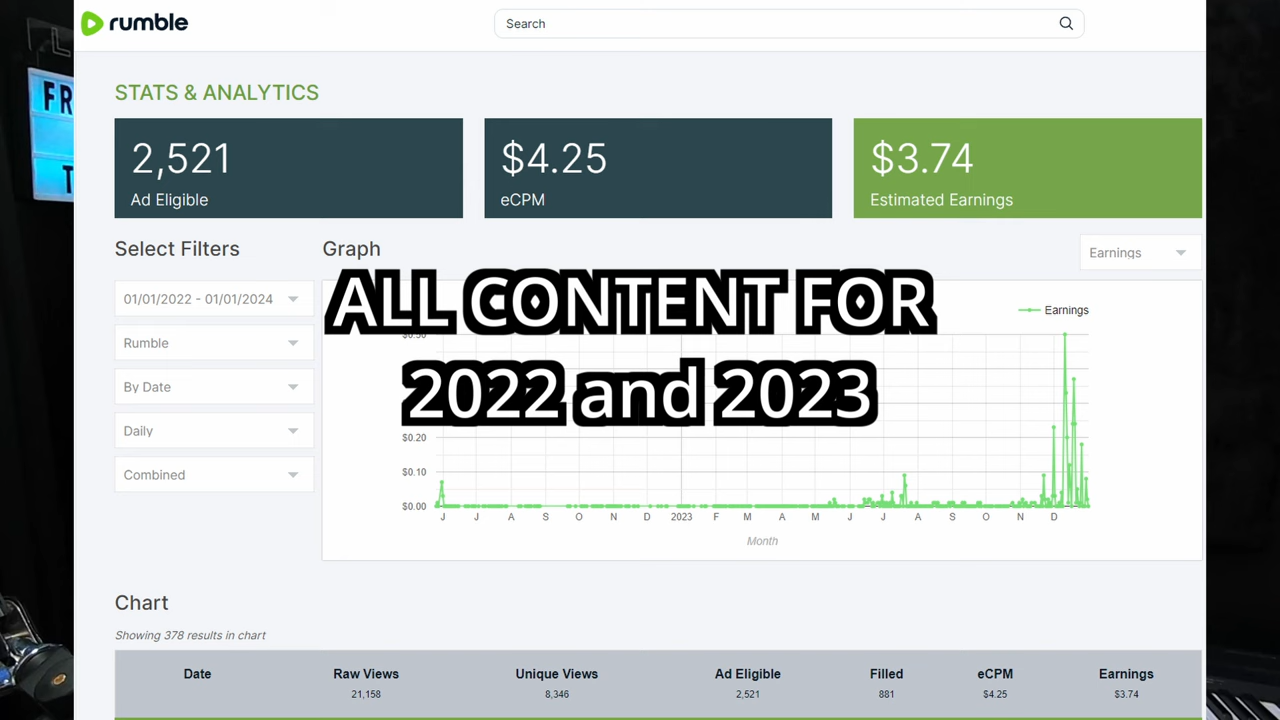 rumble
Search
FR
T
STATS & ANALYTICS
2,521
Ad Eligible
$4.25
eCPM
$3.74
Estimated Earnings
Select Filters
Graph
Earnings
01/01/2022 - 01/01/2024
Rumble
By Date
Daily
Combined
ALL CONTENT FOR
2022 and 2023
Earnings
$0.50
$0.20
$0.10
$0.00
J J A S O N D 2023 F M A M J J A S O N D
Month
Chart
Showing 378 results in chart
Date Raw Views Unique Views Ad Eligible Filled eCPM Earnings
21,158 8,346 2,521 881 $4.25 $3.74